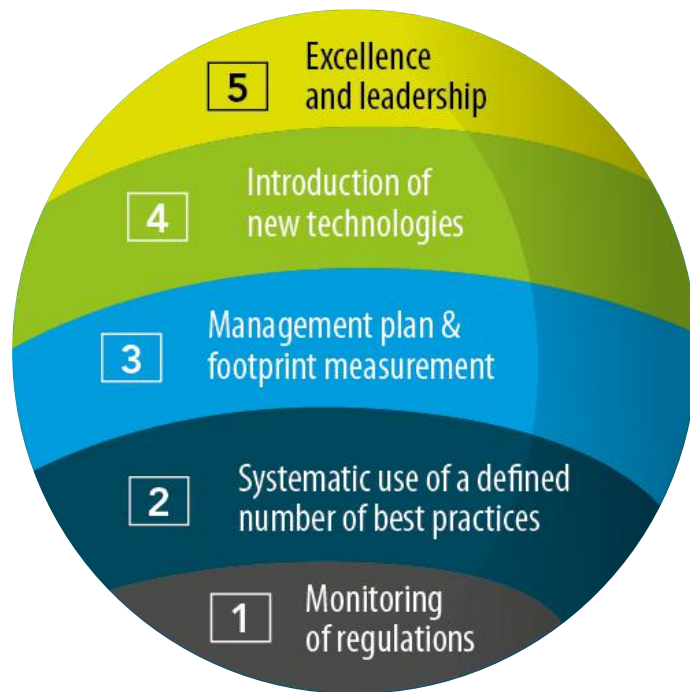 5
Excellence
and leadership
4
Introduction of
new technologies
3
Management plan &
footprint measurement
2
Systematic use of a defined
number of best practices
1
Monitoring
of regulations